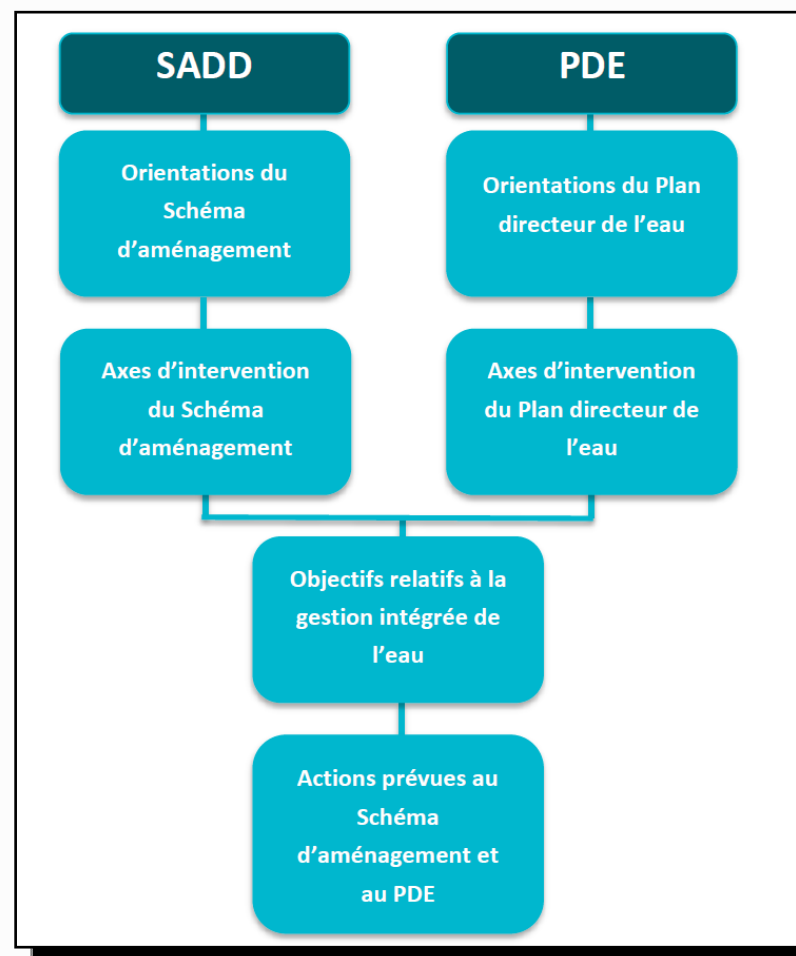 SADD
PDE
Orientations du
Schéma
d'aménagement
Orientations du Plan
directeur de l'eau
Axes d'intervention
du Schéma
d'aménagement
Axes d'intervention
du Plan directeur de
l'eau
Objectifs relatifs à la
gestion intégrée de
l'eau
Actions prévues au
Schéma
d'aménagement et
au PDE